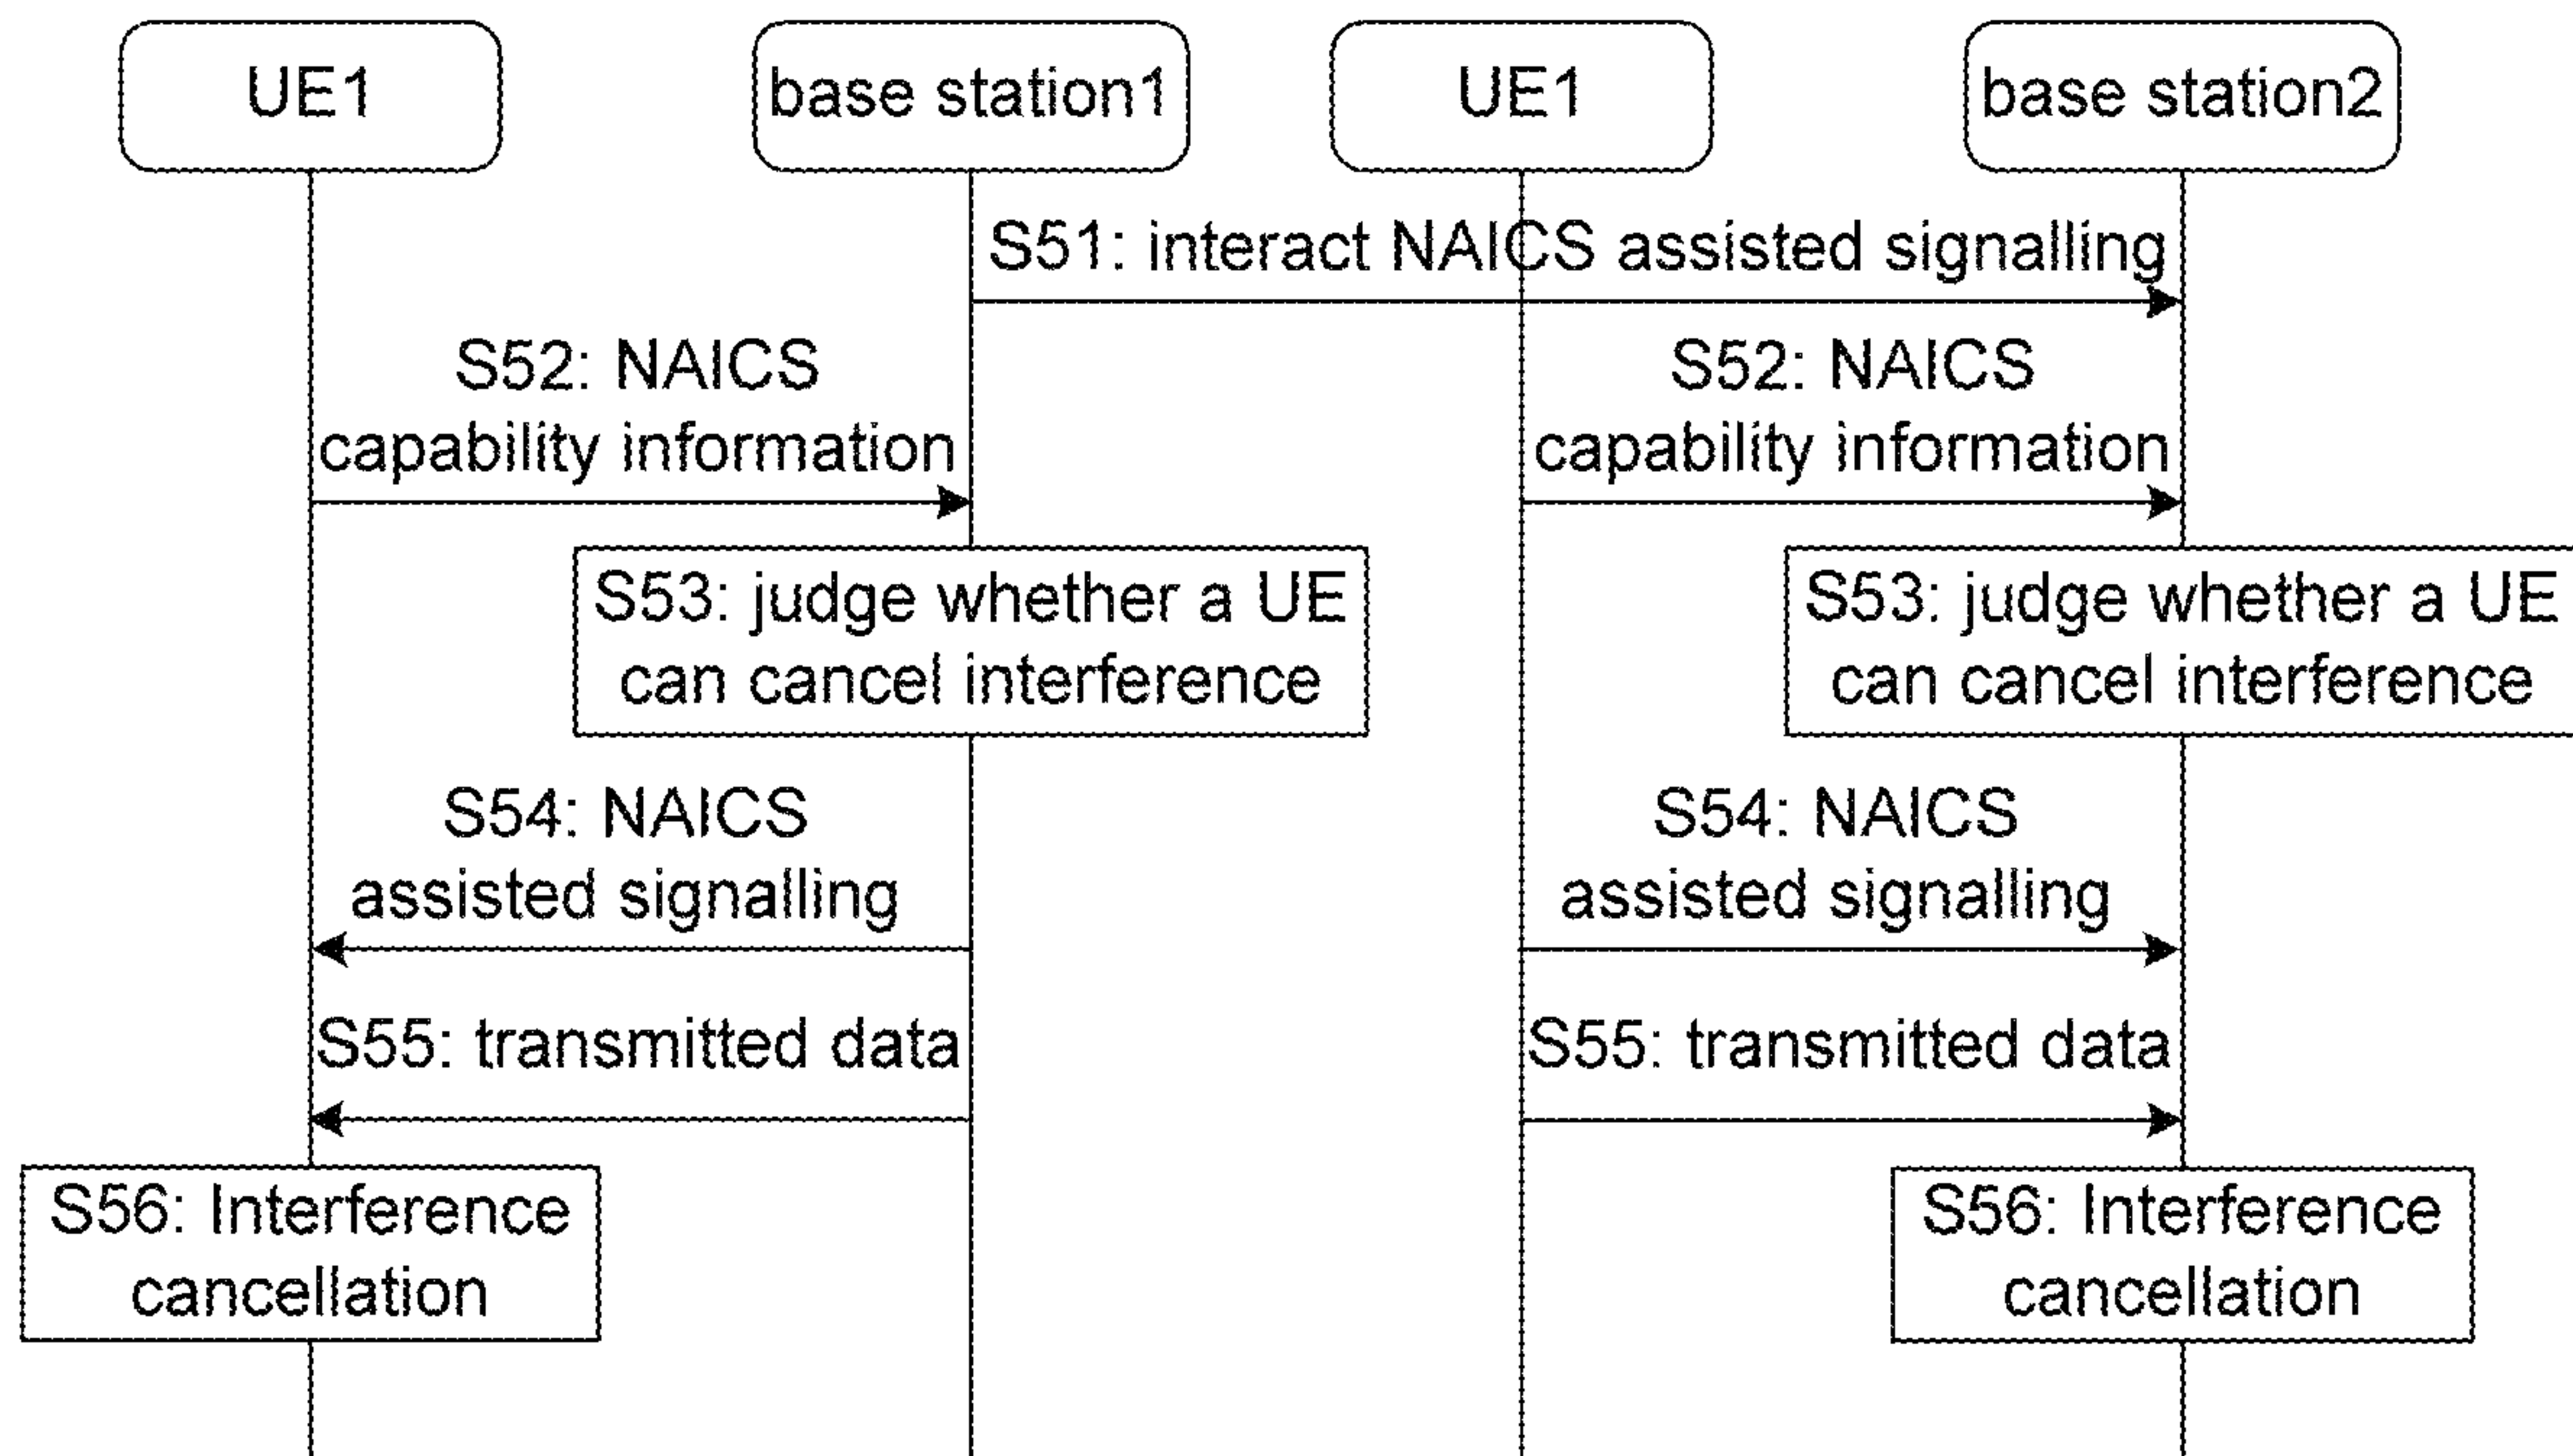 UE1
base station1
UE1
base station2
S51: interact NAICS assisted signalling
S52: NAICS
capability information
S52: NAICS
capability information
S53: judge whether a UE
can cancel interference
S53: judge whether a UE
can cancel interference
S54: NAICS
assisted signalling
S54: NAICS
assisted signalling
S55: transmitted data
S55: transmitted data
S56: Interference
cancellation
S56: Interference
cancellation